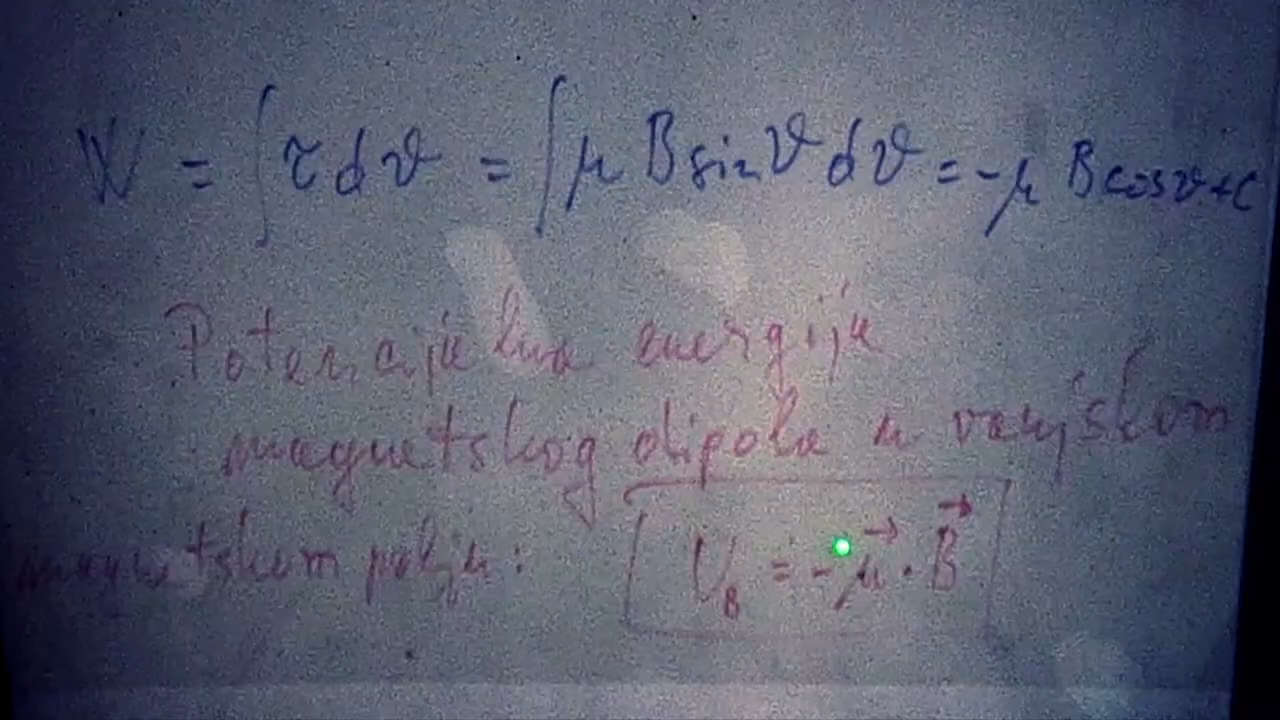 W = ∫ τ dϑ = ∫ μ B sin ϑ dϑ = -μ B cos ϑ + C
Potencijalna energija
magnetskog dipola u vanjskom
magnetskom polju: U_B = -μ⃗ · B⃗